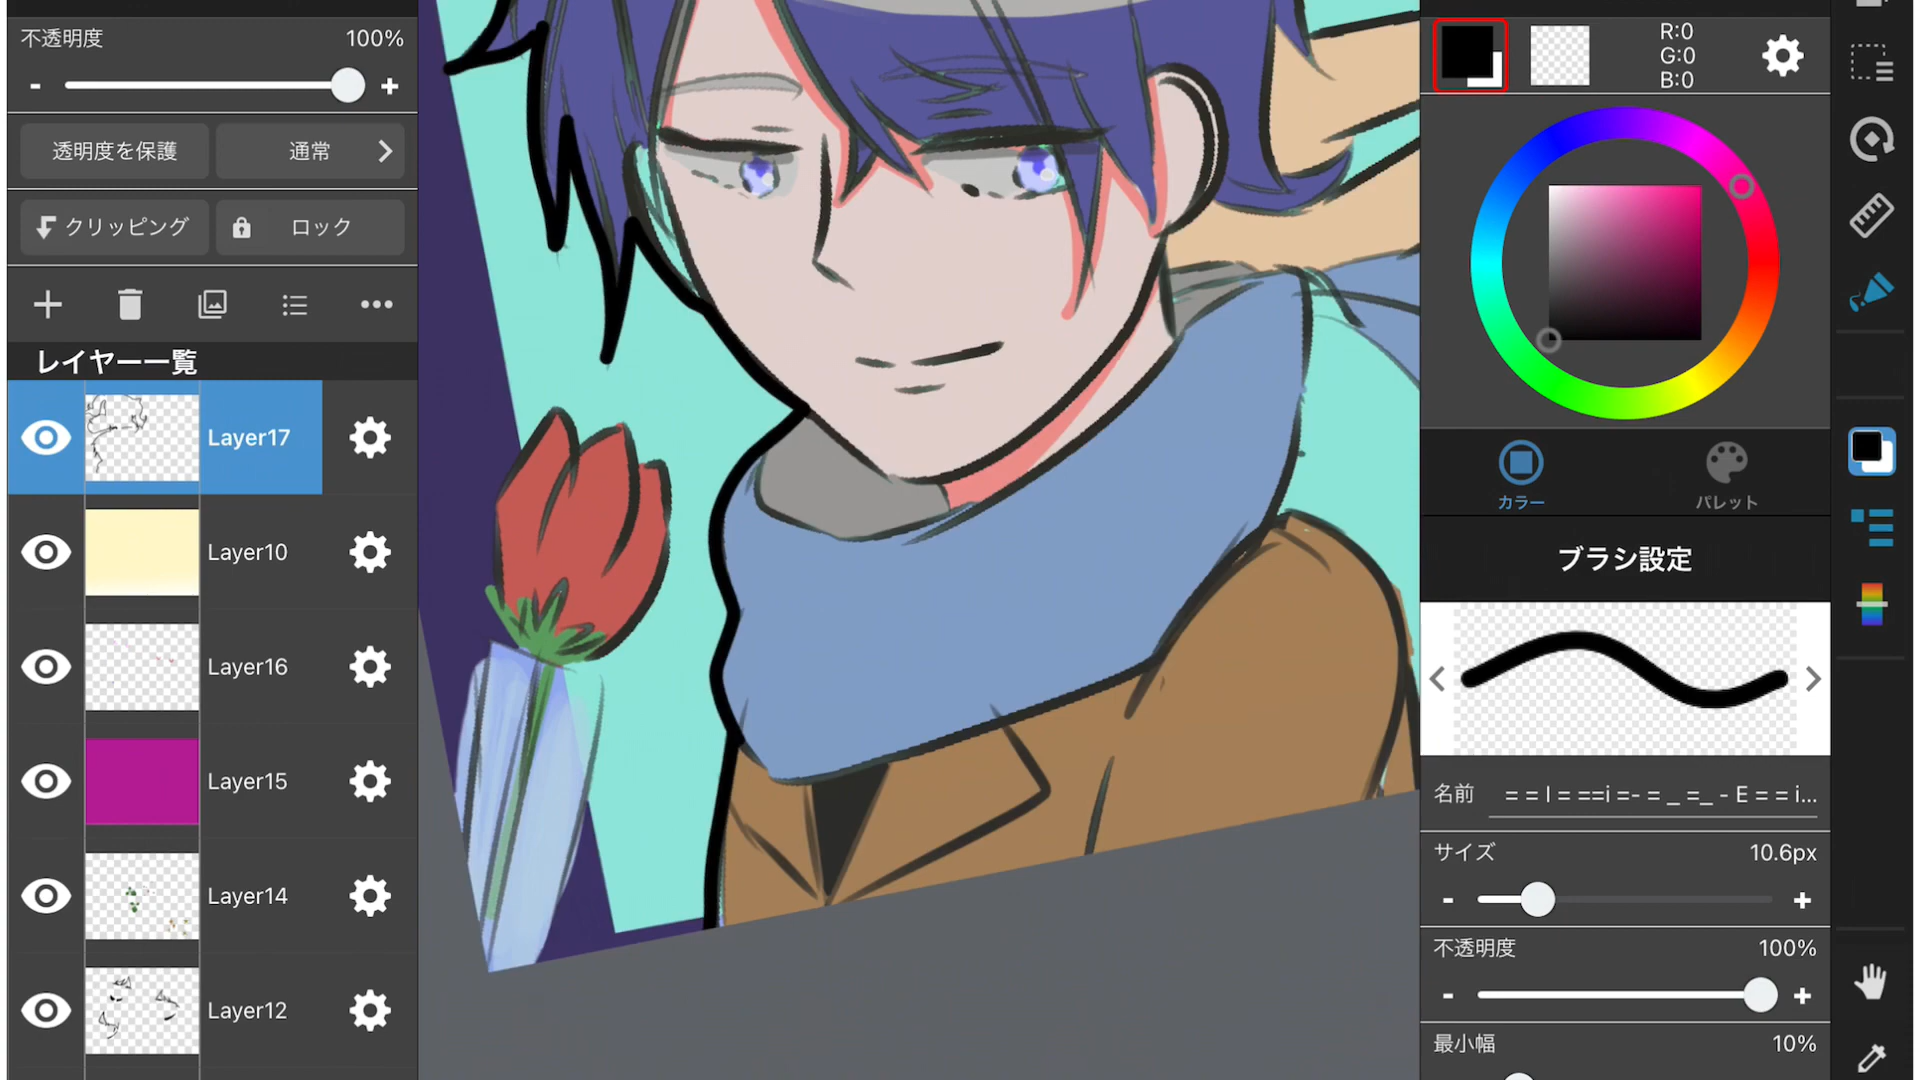 不透明度 100%
- +
透明度を保護 通常
クリッピング ロック
レイヤー一覧
Layer17
Layer10
Layer16
Layer15
Layer14
Layer12
R:0
G:0
B:0
カラー パレット
ブラシ設定
名前
サイズ 10.6px
- +
不透明度 100%
- +
最小幅 10%